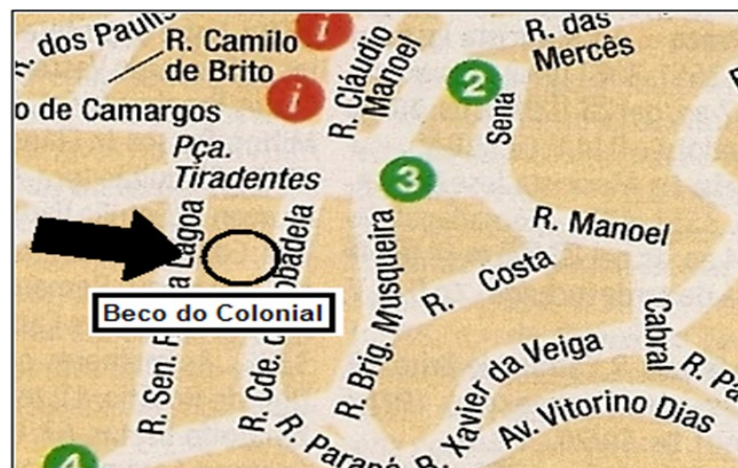 R. dos Paulis
R. Camilo
de Brito
i
i
R. Cláudio
Manoel
R. das
Mercês
2
Sena
o de Camargos
Pça.
Tiradentes
3
R. Manoel
Cabral
R. Costa
R. Brig. Musqueira
R. Sen. R a Lagoa
R. Cde. obadela
Beco do Colonial
R. Xavier da Veiga
Av. Vitorino Dias
R. Pa
R. Paraná
4